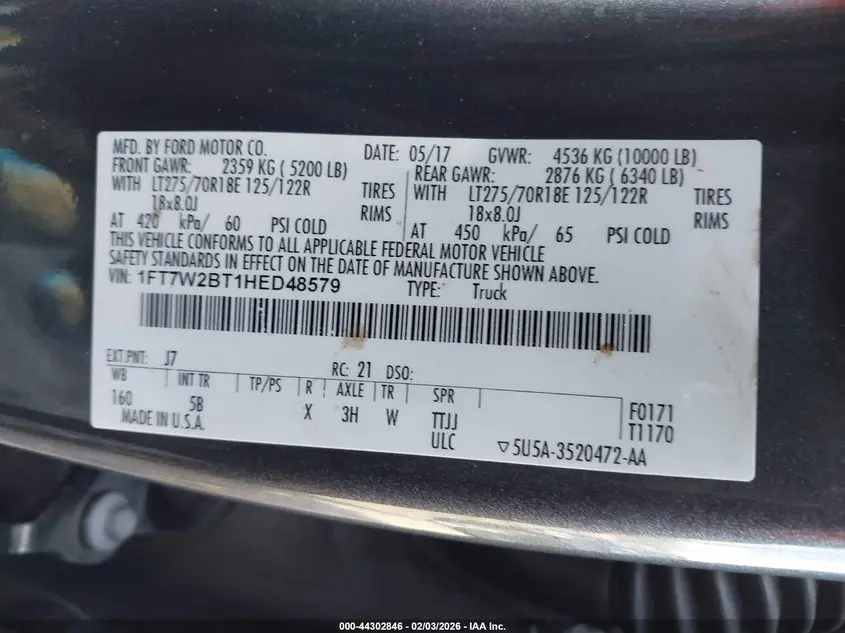 MFD. BY FORD MOTOR CO. DATE: 05/17 GVWR: 4536 KG (10000 LB)
FRONT GAWR: 2359 KG ( 5200 LB) REAR GAWR: 2876 KG ( 6340 LB)
WITH LT275/70R18E 125/122R TIRES WITH LT275/70R18E 125/122R TIRES
18x8.0J RIMS 18x8.0J RIMS
AT 420 kPa/ 60 PSI COLD AT 450 kPa/ 65 PSI COLD
THIS VEHICLE CONFORMS TO ALL APPLICABLE FEDERAL MOTOR VEHICLE
SAFETY STANDARDS IN EFFECT ON THE DATE OF MANUFACTURE SHOWN ABOVE.
VIN: 1FT7W2BT1HED48579 TYPE: Truck
EXT.PNT: J7 RC: 21 DSO:
WB INT TR TP/PS R AXLE TR SPR
160 5B X 3H W TTJJ F0171
MADE IN U.S.A. ULC T1170
▽5U5A-3520472-AA
000-44302846 - 02/03/2026 - IAA Inc.